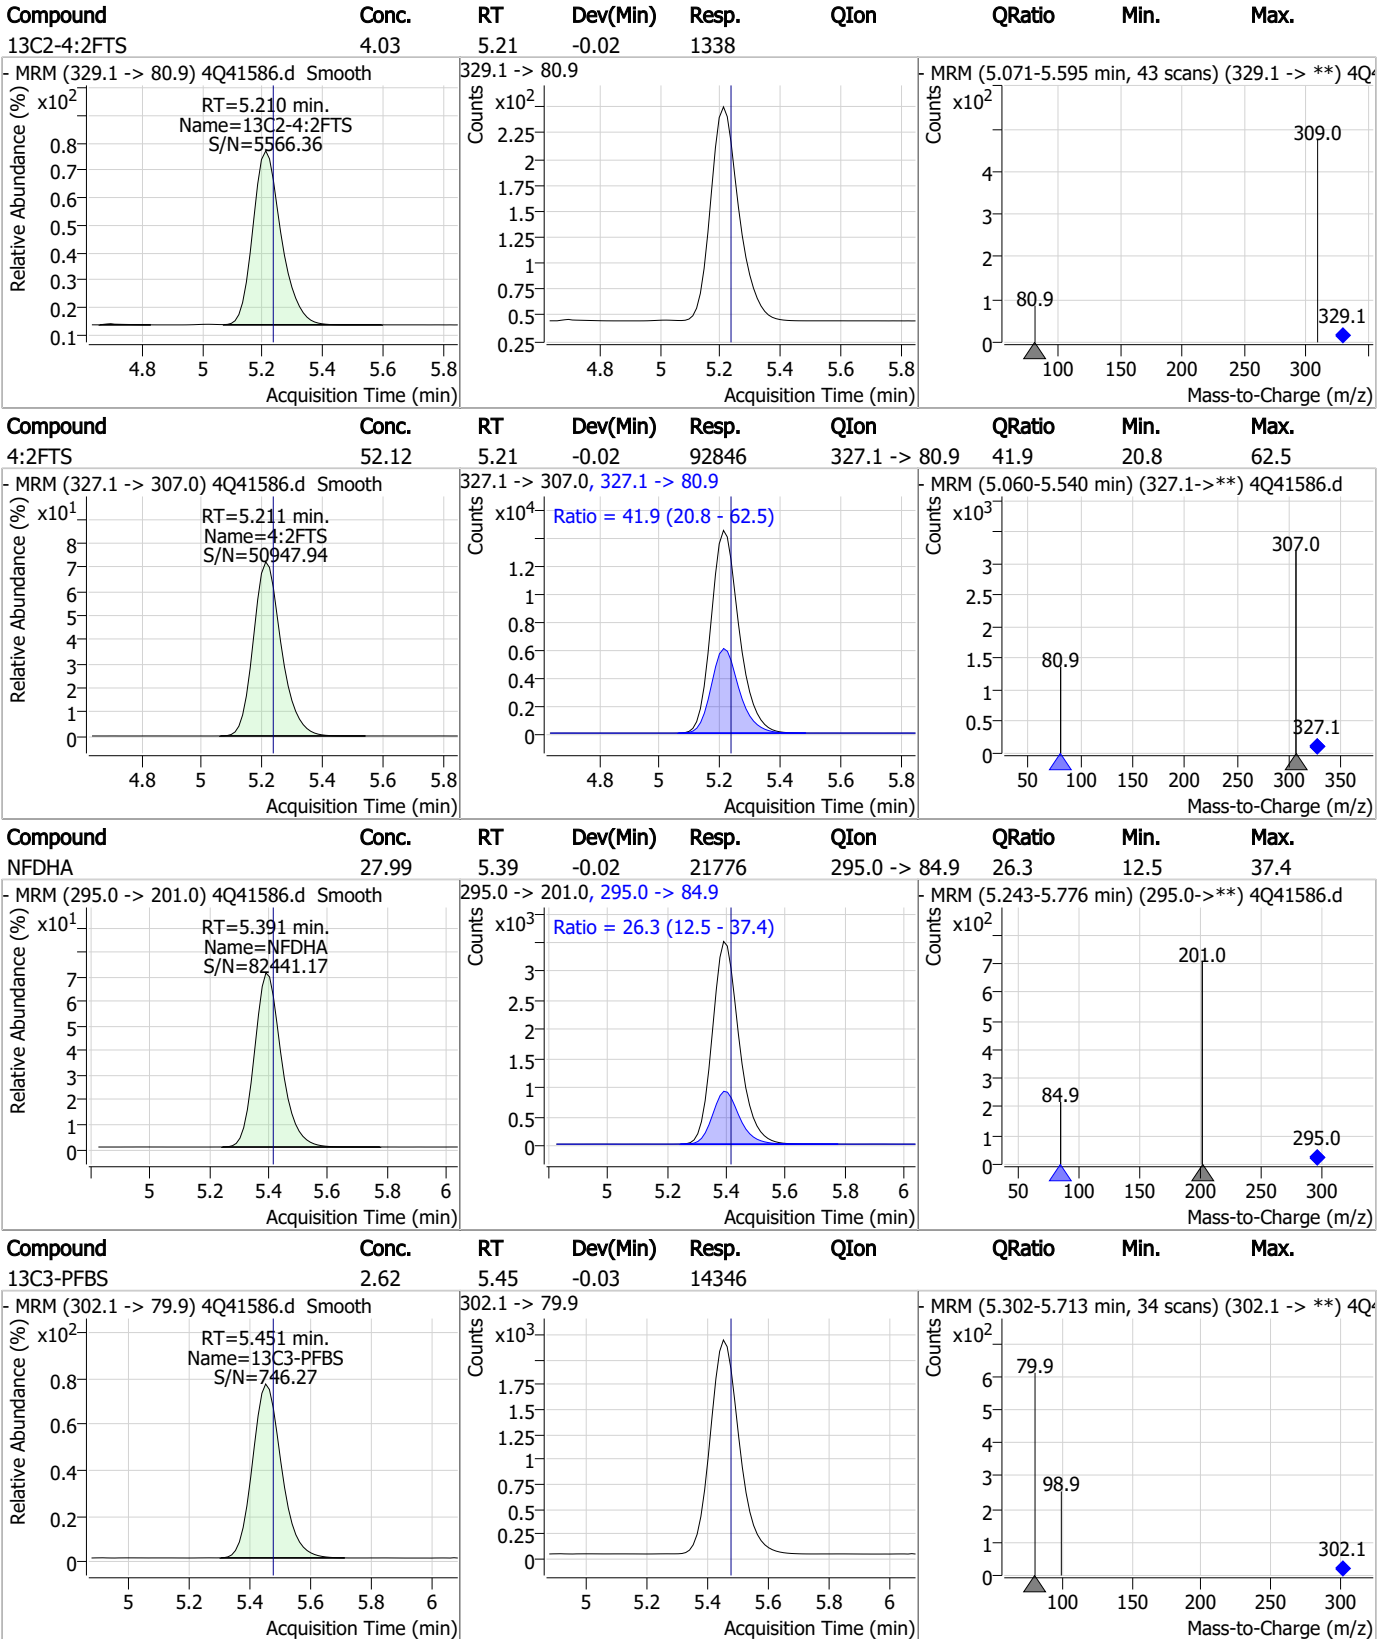 Compound Conc. RT Dev(Min) Resp. QIon QRatio Min. Max.
13C2-4:2FTS 4.03 5.21 -0.02 1338
- MRM (329.1 -> 80.9) 4Q41586.d Smooth
Relative Abundance (%)
x10²
RT=5.210 min.
Name=13C2-4:2FTS
S/N=5566.36
0.8
0.7
0.6
0.5
0.4
0.3
0.2
0.1
4.8 5 5.2 5.4 5.6 5.8
Acquisition Time (min)
329.1 -> 80.9
Counts
x10²
2.25
2
1.75
1.5
1.25
1
0.75
0.5
0.25
4.8 5 5.2 5.4 5.6 5.8
Acquisition Time (min)
- MRM (5.071-5.595 min, 43 scans) (329.1 -> **) 4Q4
Counts
x10²
309.0
80.9
329.1
4
3
2
1
0
100 150 200 250 300
Mass-to-Charge (m/z)
Compound Conc. RT Dev(Min) Resp. QIon QRatio Min. Max.
4:2FTS 52.12 5.21 -0.02 92846 327.1 -> 80.9 41.9 20.8 62.5
- MRM (327.1 -> 307.0) 4Q41586.d Smooth
Relative Abundance (%)
x10¹
RT=5.211 min.
Name=4:2FTS
S/N=50947.94
8
7
6
5
4
3
2
1
0
4.8 5 5.2 5.4 5.6 5.8
Acquisition Time (min)
327.1 -> 307.0, 327.1 -> 80.9
Counts
x10⁴
Ratio = 41.9 (20.8 - 62.5)
1.2
1
0.8
0.6
0.4
0.2
0
4.8 5 5.2 5.4 5.6 5.8
Acquisition Time (min)
- MRM (5.060-5.540 min) (327.1->**) 4Q41586.d
Counts
x10³
307.0
80.9
327.1
3
2.5
2
1.5
1
0.5
0
50 100 150 200 250 300 350
Mass-to-Charge (m/z)
Compound Conc. RT Dev(Min) Resp. QIon QRatio Min. Max.
NFDHA 27.99 5.39 -0.02 21776 295.0 -> 84.9 26.3 12.5 37.4
- MRM (295.0 -> 201.0) 4Q41586.d Smooth
Relative Abundance (%)
x10¹
RT=5.391 min.
Name=NFDHA
S/N=82441.17
7
6
5
4
3
2
1
0
5 5.2 5.4 5.6 5.8 6
Acquisition Time (min)
295.0 -> 201.0, 295.0 -> 84.9
Counts
x10³
Ratio = 26.3 (12.5 - 37.4)
3
2.5
2
1.5
1
0.5
0
5 5.2 5.4 5.6 5.8 6
Acquisition Time (min)
- MRM (5.243-5.776 min) (295.0->**) 4Q41586.d
Counts
x10²
201.0
84.9
295.0
7
6
5
4
3
2
1
0
50 100 150 200 250 300
Mass-to-Charge (m/z)
Compound Conc. RT Dev(Min) Resp. QIon QRatio Min. Max.
13C3-PFBS 2.62 5.45 -0.03 14346
- MRM (302.1 -> 79.9) 4Q41586.d Smooth
Relative Abundance (%)
x10²
RT=5.451 min.
Name=13C3-PFBS
S/N=746.27
0.8
0.6
0.4
0.2
0
5 5.2 5.4 5.6 5.8 6
Acquisition Time (min)
302.1 -> 79.9
Counts
x10³
1.75
1.5
1.25
1
0.75
0.5
0.25
0
5 5.2 5.4 5.6 5.8 6
Acquisition Time (min)
- MRM (5.302-5.713 min, 34 scans) (302.1 -> **) 4Q4
Counts
x10²
79.9
98.9
302.1
6
5
4
3
2
1
0
100 150 200 250 300
Mass-to-Charge (m/z)